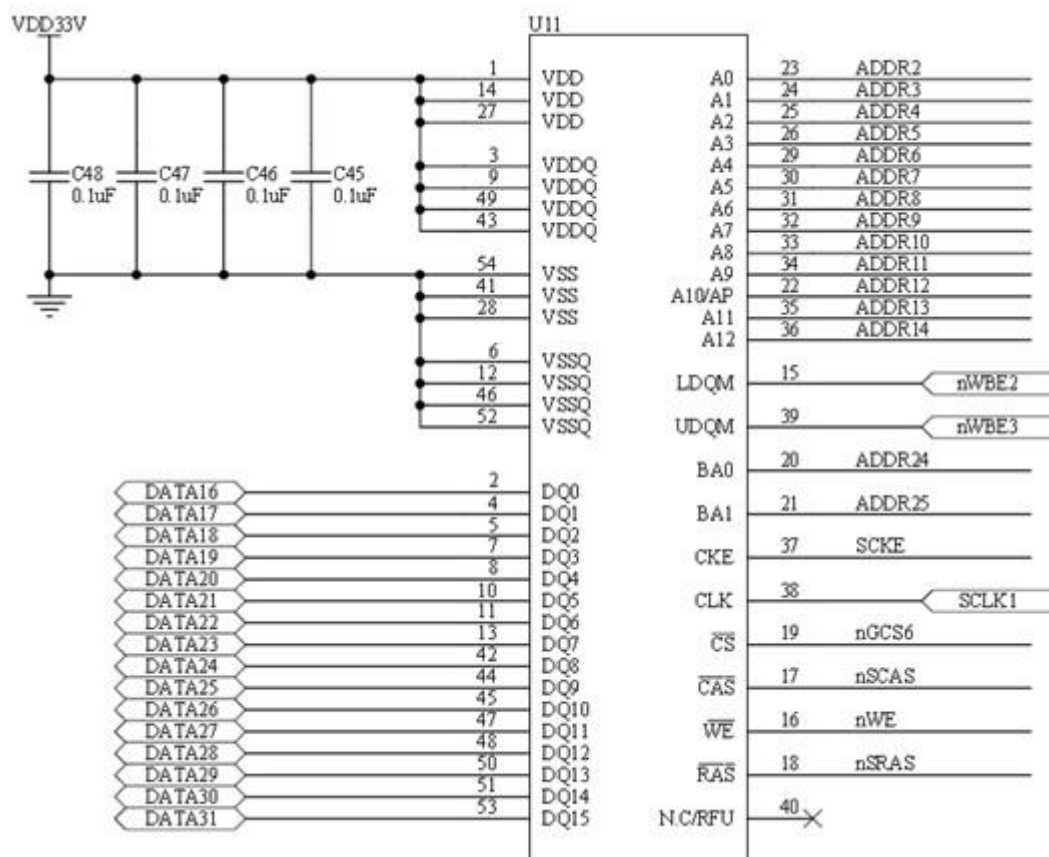 VDD33V
U11
1 VDD A0 23 ADDR2
14 VDD A1 24 ADDR3
27 VDD A2 25 ADDR4
A3 26 ADDR5
3 VDDQ A4 29 ADDR6
C48 C47 C46 C45 9 VDDQ A5 30 ADDR7
0.1uF 0.1uF 0.1uF 0.1uF 49 VDDQ A6 31 ADDR8
43 VDDQ A7 32 ADDR9
A8 33 ADDR10
54 VSS A9 34 ADDR11
41 VSS A10/AP 22 ADDR12
28 VSS A11 35 ADDR13
A12 36 ADDR14
6 VSSQ
12 VSSQ LDQM 15 nWBE2
46 VSSQ
52 VSSQ UDQM 39 nWBE3
BA0 20 ADDR24
DATA16 2 DQ0
DATA17 4 DQ1 BA1 21 ADDR25
DATA18 5 DQ2
DATA19 7 DQ3 CKE 37 SCKE
DATA20 8 DQ4
DATA21 10 DQ5 CLK 38 SCLK1
DATA22 11 DQ6
DATA23 13 DQ7 CS 19 nGCS6
DATA24 42 DQ8
DATA25 44 DQ9 CAS 17 nSCAS
DATA26 45 DQ10
DATA27 47 DQ11 WE 16 nWE
DATA28 48 DQ12
DATA29 50 DQ13 RAS 18 nSRAS
DATA30 51 DQ14
DATA31 53 DQ15 N.C/RFU 40